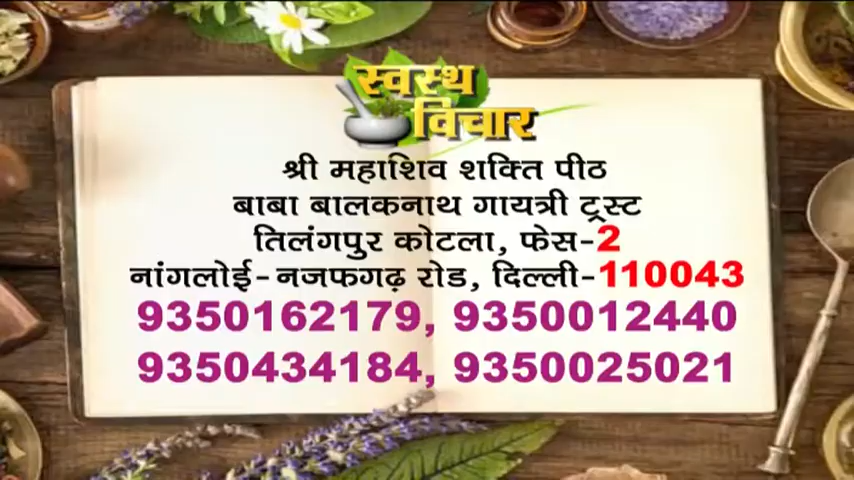 स्वस्थ
विचार
श्री महाशिव शक्ति पीठ
बाबा बालकनाथ गायत्री ट्रस्ट
तिलंगपुर कोटला, फेस-2
नांगलोई-नजफगढ़ रोड, दिल्ली-110043
9350162179, 9350012440
9350434184, 9350025021